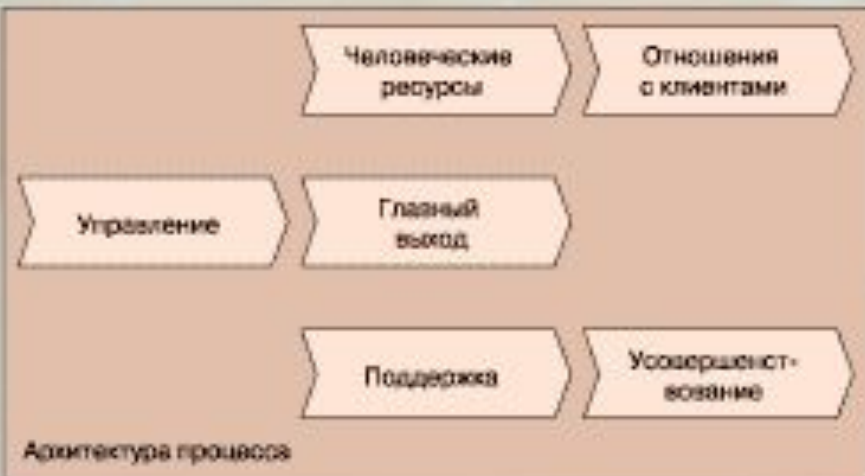 Человеческие
ресурсы
Отношения
с клиентами
Управление
Главный
выход
Поддержка
Усовершенст-
вование
Архитектура процесса